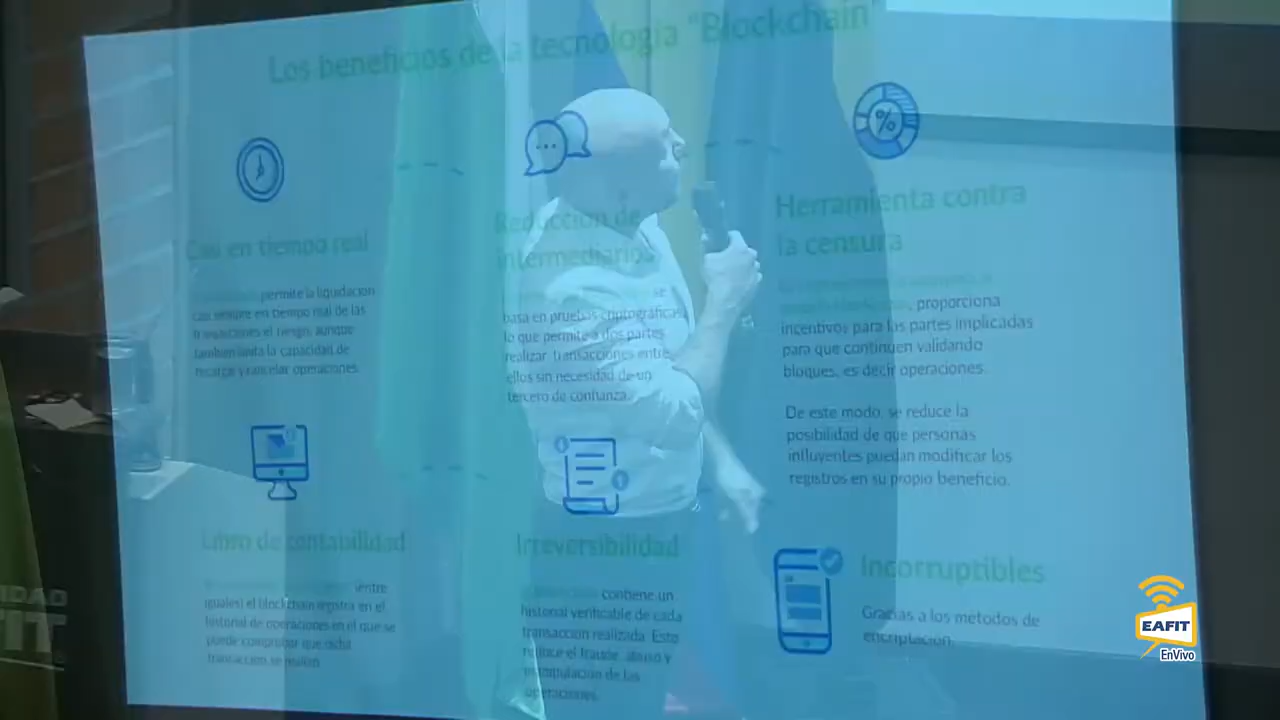 Los beneficios de la tecnología "Blockchain"
Casi en tiempo real
permite la liquidación
casi siempre en tiempo real de las
el riesgo, aunque
también limita la capacidad de
recargar y cancelar operaciones.
Reducción de
intermediarios
se
basa en pruebas criptográficas,
lo que permite a dos partes
realizar transacciones entre
ellos sin necesidad de un
tercero de confianza.
Herramienta contra
la censura
proporciona
incentivos para las partes implicadas
para que continuen validando
bloques, es decir operaciones.
De este modo, se reduce la
posibilidad de que personas
influyentes puedan modificar los
registros en su propio beneficio.
Libro de contabilidad
(entre
iguales) el blockchain registra en el
historial de operaciones en el que se
puede comprobar que dicha
transacción se
Irreversibilidad
contiene un
historial verificable de cada
transacción realizada. Esto
reduce el fraude, abuso y
manipulación de las
operaciones.
Incorruptibles
Gracias a los métodos de
encriptación.
EAFIT
EnVivo